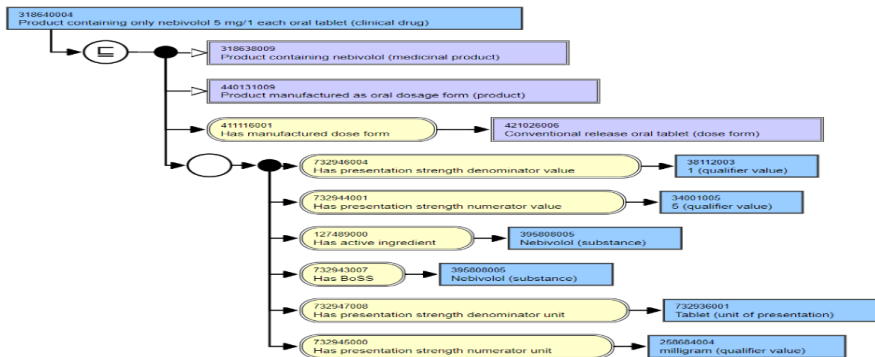 318640004
Product containing only nebivolol 5 mg/1 each oral tablet (clinical drug)
⊑
318638009
Product containing nebivolol (medicinal product)
440131009
Product manufactured as oral dosage form (product)
411116001
Has manufactured dose form
421026006
Conventional release oral tablet (dose form)
732946004
Has presentation strength denominator value
38112003
1 (qualifier value)
732944001
Has presentation strength numerator value
34001005
5 (qualifier value)
127489000
Has active ingredient
395808005
Nebivolol (substance)
732943007
Has BoSS
395808005
Nebivolol (substance)
732947008
Has presentation strength denominator unit
732936001
Tablet (unit of presentation)
732945000
Has presentation strength numerator unit
258684004
milligram (qualifier value)